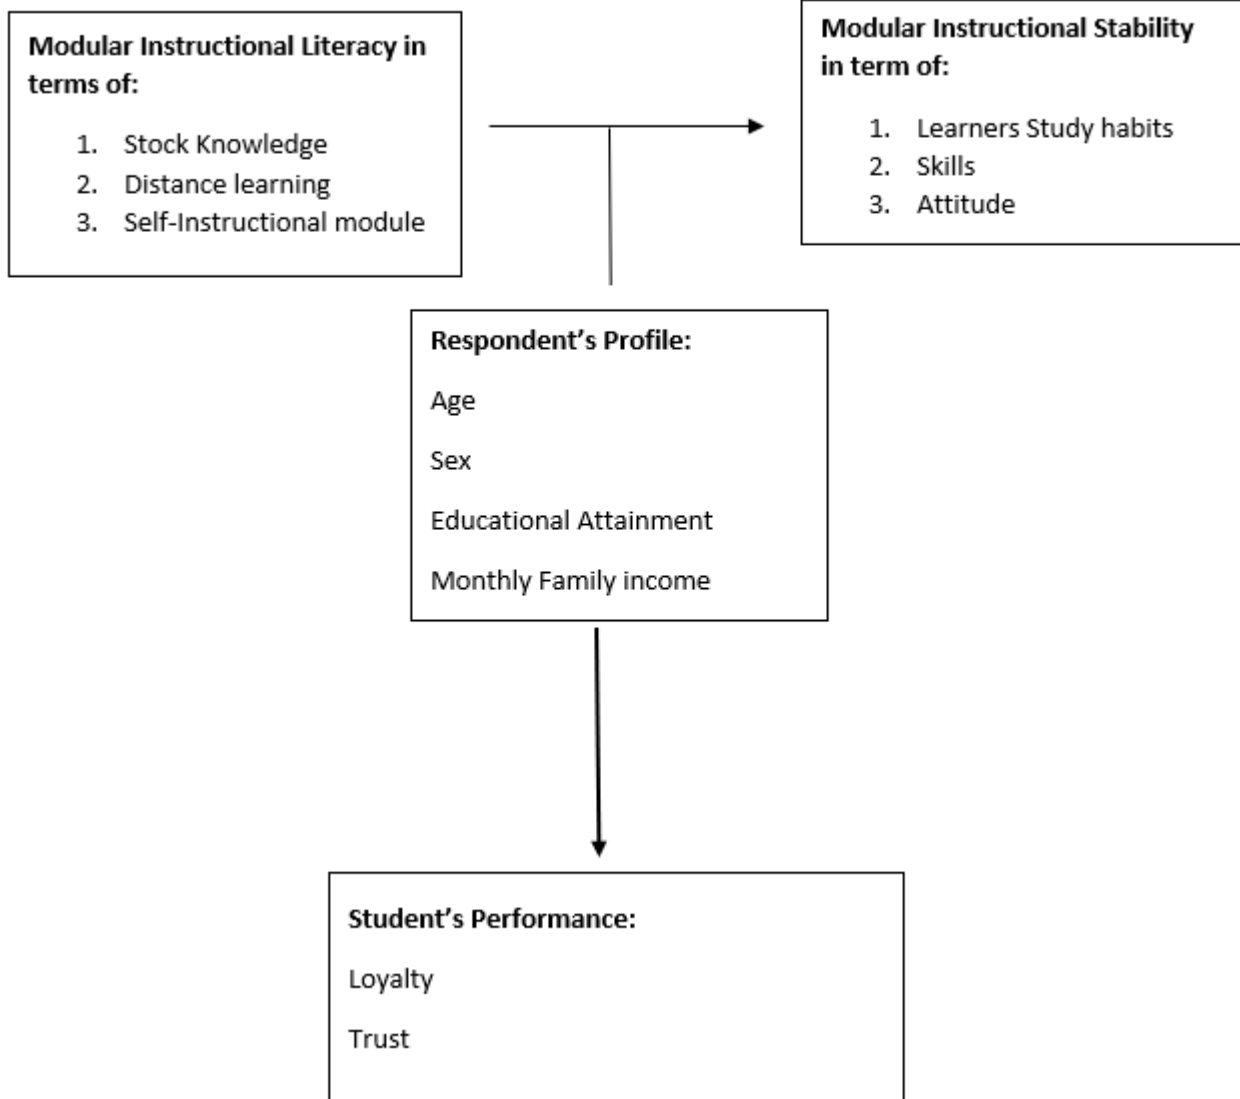 Modular Instructional Literacy in
terms of:
1. Stock Knowledge
2. Distance learning
3. Self-Instructional module
Modular Instructional Stability
in term of:
1. Learners Study habits
2. Skills
3. Attitude
Respondent’s Profile:
Age
Sex
Educational Attainment
Monthly Family income
Student’s Performance:
Loyalty
Trust